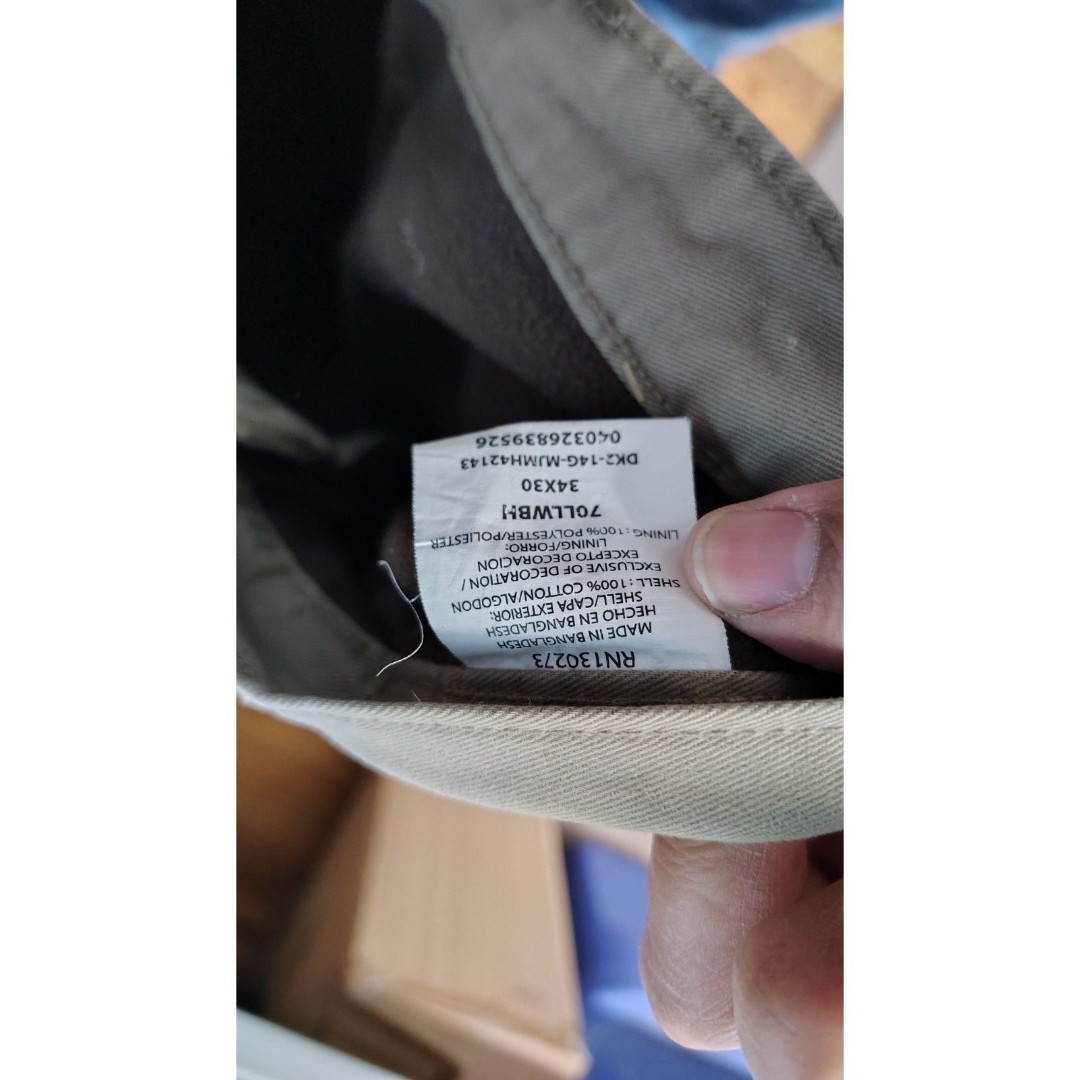 RN130273
MADE IN BANGLADESH
HECHO EN BANGLADESH
SHELL/CAPA EXTERIOR:
SHELL : 100% COTTON/ALGODON
EXCLUSIVE OF DECORATION /
EXCEPTO DECORACION
LINING/FORRO:
LINING : 100% POLYESTER/POLIESTER
70LLWBH
34X30
DK2-14G-MJMH42143
040326839526